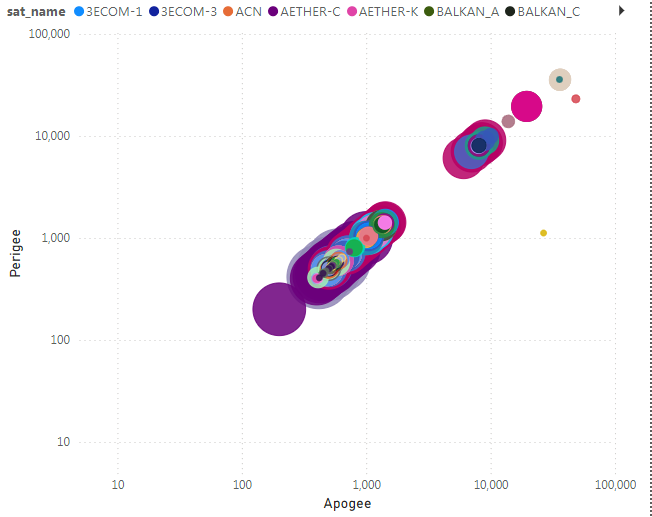 sat_name 3ECOM-1 3ECOM-3 ACN AETHER-C AETHER-K BALKAN_A BALKAN_C
100,000
10,000
1,000
100
10
Perigee
10 100 1,000 10,000 100,000
Apogee